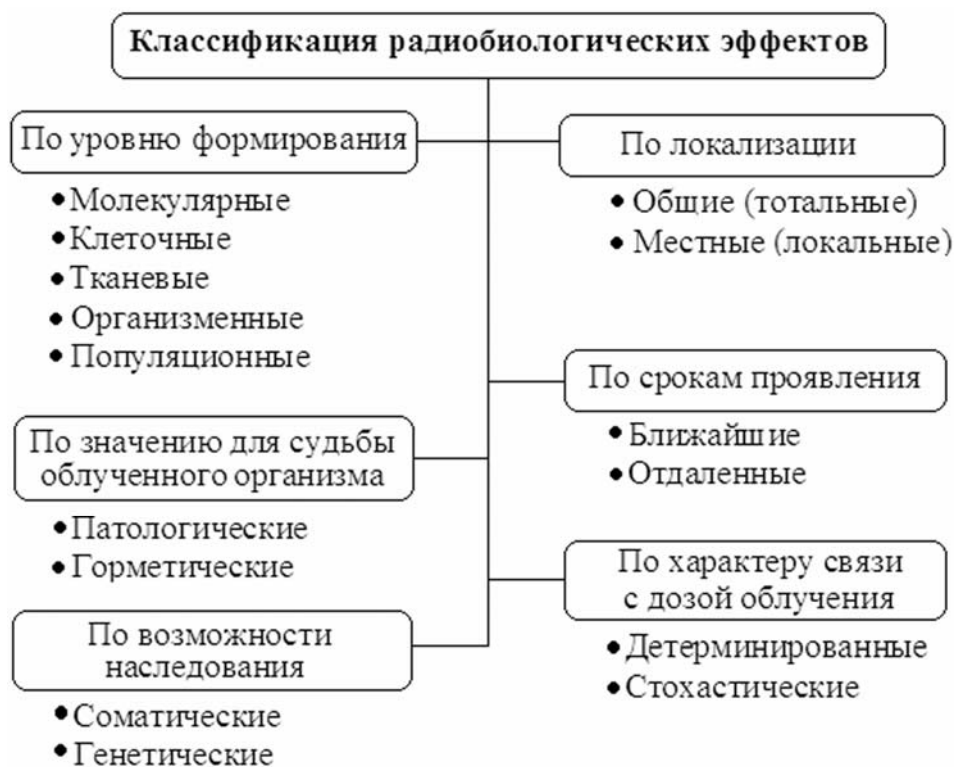 Классификация радиобиологических эффектов
По уровню формирования
•Молекулярные
•Клеточные
•Тканевые
•Организменные
•Популяционные
По значению для судьбы
облученного организма
•Патологические
•Горметические
По возможности
наследования
•Соматические
•Генетические
По локализации
•Общие (тотальные)
•Местные (локальные)
По срокам проявления
•Ближайшие
•Отдаленные
По характеру связи
с дозой облучения
•Детерминированные
•Стохастические